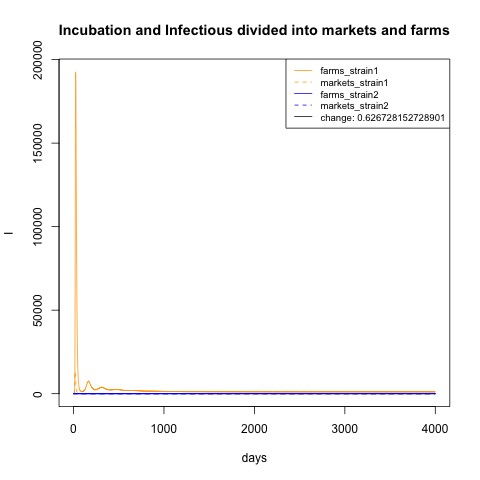 Incubation and Infectious divided into markets and farms
farms_strain1
markets_strain1
farms_strain2
markets_strain2
change: 0.626728152728901
200000
150000
100000
50000
0
I
0 1000 2000 3000 4000
days